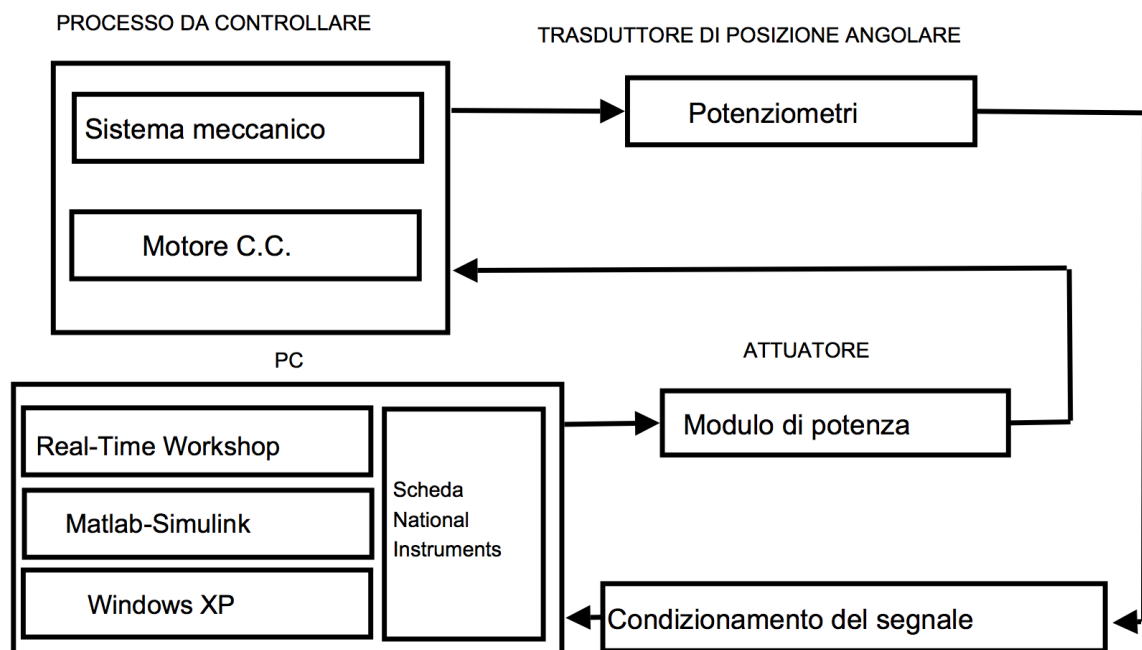 PROCESSO DA CONTROLLARE
TRASDUTTORE DI POSIZIONE ANGOLARE
Sistema meccanico
Potenziometri
Motore C.C.
PC
ATTUATORE
Real-Time Workshop
Modulo di potenza
Matlab-Simulink
Scheda
National
Instruments
Windows XP
Condizionamento del segnale